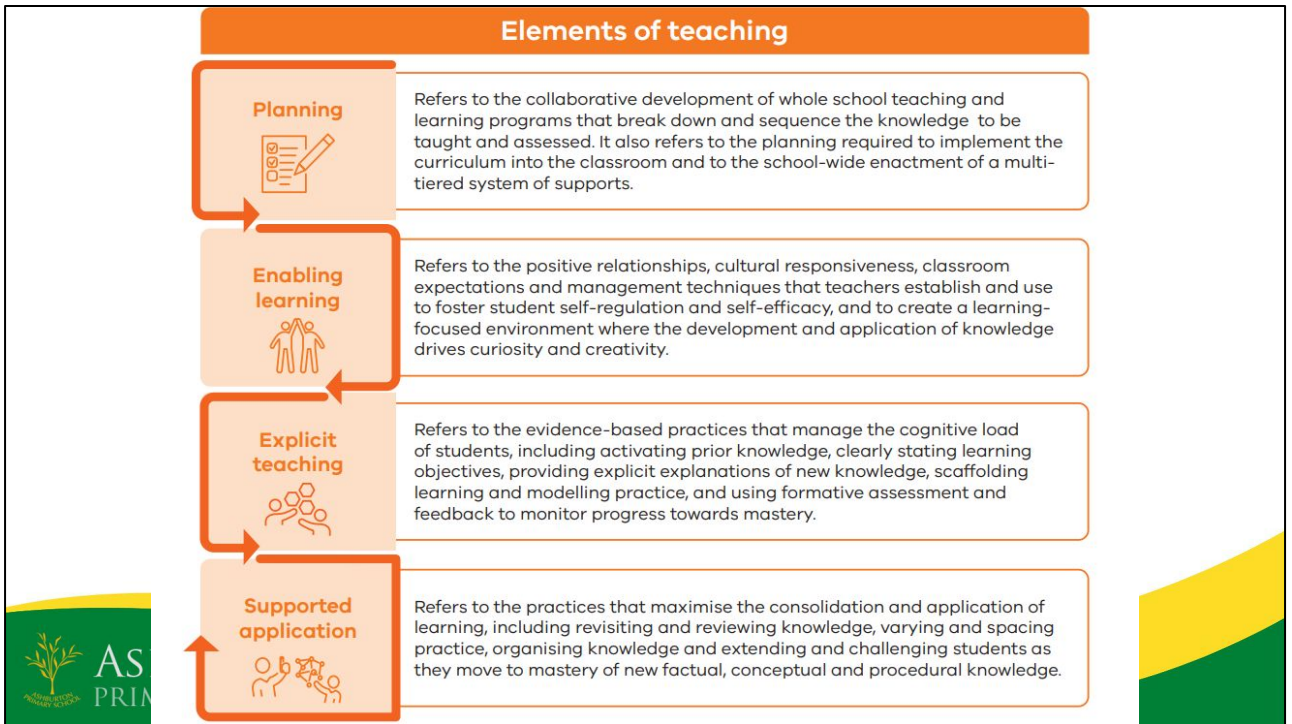 Elements of teaching
Planning
Refers to the collaborative development of whole school teaching and
learning programs that break down and sequence the knowledge to be
taught and assessed. It also refers to the planning required to implement the
curriculum into the classroom and to the school-wide enactment of a multi-
tiered system of supports.
Enabling
learning
Refers to the positive relationships, cultural responsiveness, classroom
expectations and management techniques that teachers establish and use
to foster student self-regulation and self-efficacy, and to create a learning-
focused environment where the development and application of knowledge
drives curiosity and creativity.
Explicit
teaching
Refers to the evidence-based practices that manage the cognitive load
of students, including activating prior knowledge, clearly stating learning
objectives, providing explicit explanations of new knowledge, scaffolding
learning and modelling practice, and using formative assessment and
feedback to monitor progress towards mastery.
Supported
application
Refers to the practices that maximise the consolidation and application of
learning, including revisiting and reviewing knowledge, varying and spacing
practice, organising knowledge and extending and challenging students as
they move to mastery of new factual, conceptual and procedural knowledge.
ASHBURTON
PRIMARY SCHOOL
AS
PRIM